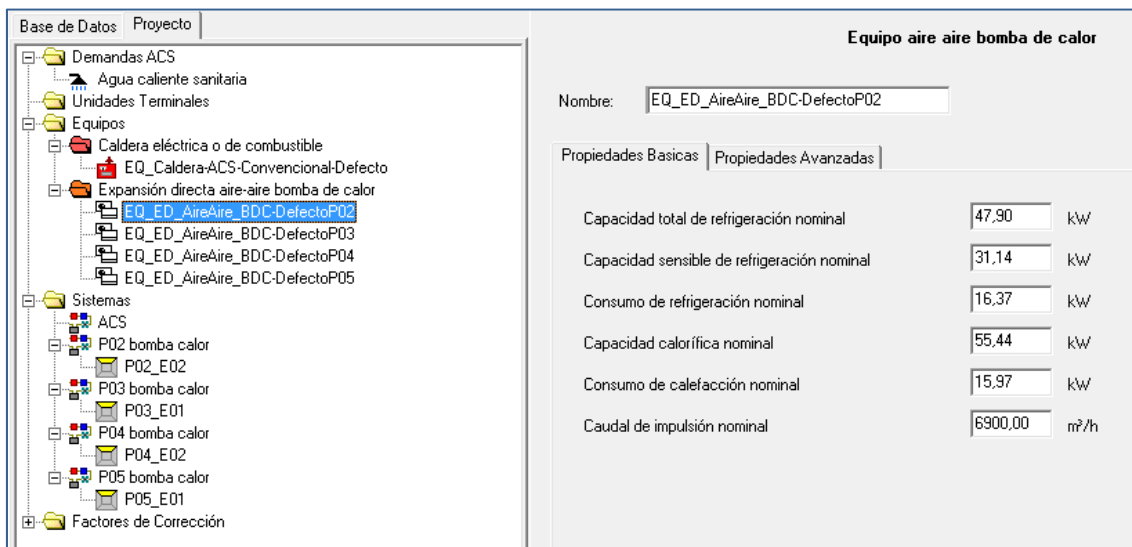 Base de Datos
Proyecto
Demandas ACS
Agua caliente sanitaria
Unidades Terminales
Equipos
Caldera eléctrica o de combustible
EQ_Caldera-ACS-Convencional-Defecto
Expansión directa aire-aire bomba de calor
EQ_ED_AireAire_BDC-DefectoP02
EQ_ED_AireAire_BDC-DefectoP03
EQ_ED_AireAire_BDC-DefectoP04
EQ_ED_AireAire_BDC-DefectoP05
Sistemas
ACS
P02 bomba calor
P02_E02
P03 bomba calor
P03_E01
P04 bomba calor
P04_E02
P05 bomba calor
P05_E01
Factores de Corrección
Equipo aire aire bomba de calor
Nombre: EQ_ED_AireAire_BDC-DefectoP02
Propiedades Basicas
Propiedades Avanzadas
Capacidad total de refrigeración nominal 47,90 kW
Capacidad sensible de refrigeración nominal 31,14 kW
Consumo de refrigeración nominal 16,37 kW
Capacidad calorífica nominal 55,44 kW
Consumo de calefacción nominal 15,97 kW
Caudal de impulsión nominal 6900,00 m³/h